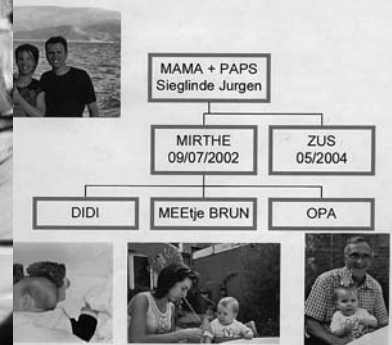 MAMA + PAPS
Sieglinde Jurgen
MIRTHE
09/07/2002
ZUS
05/2004
DIDI
MEEtje BRUN
OPA